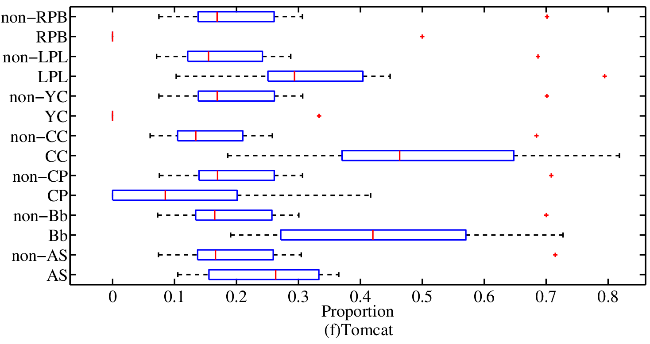 non−RPB
RPB
non−LPL
LPL
non−YC
YC
non−CC
CC
non−CP
CP
non−Bb
Bb
non−AS
AS
0 0.1 0.2 0.3 0.4 0.5 0.6 0.7 0.8
Proportion
(f)Tomcat